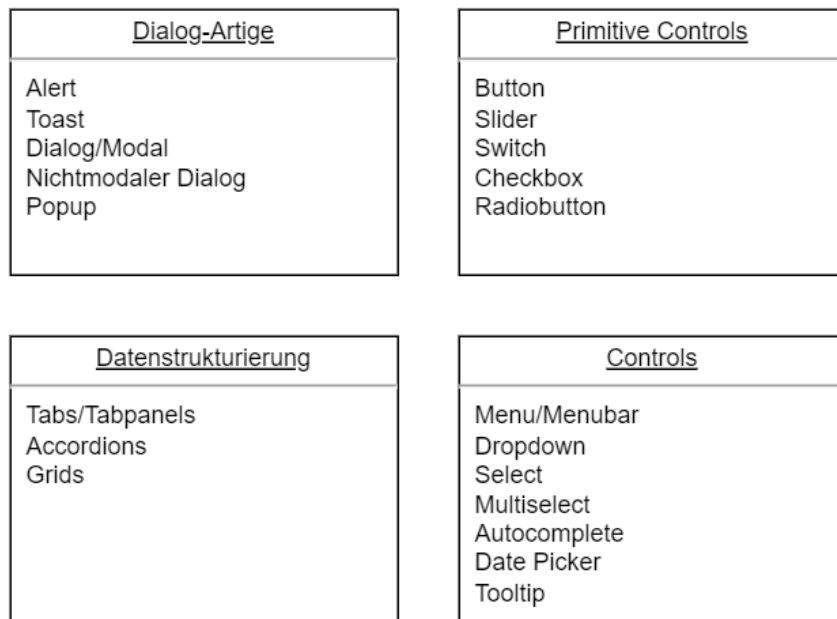 Dialog-Artige
Alert
Toast
Dialog/Modal
Nichtmodaler Dialog
Popup
Primitive Controls
Button
Slider
Switch
Checkbox
Radiobutton
Datenstrukturierung
Tabs/Tabpanels
Accordions
Grids
Controls
Menu/Menubar
Dropdown
Select
Multiselect
Autocomplete
Date Picker
Tooltip